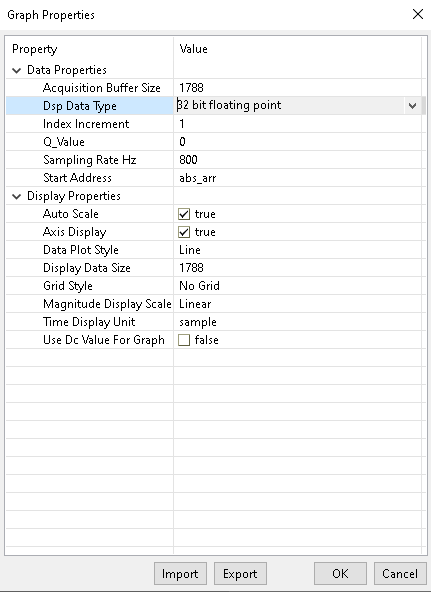 Graph Properties
Property Value
Data Properties
Acquisition Buffer Size 1788
Dsp Data Type 32 bit floating point
Index Increment 1
Q_Value 0
Sampling Rate Hz 800
Start Address abs_arr
Display Properties
Auto Scale true
Axis Display true
Data Plot Style Line
Display Data Size 1788
Grid Style No Grid
Magnitude Display Scale Linear
Time Display Unit sample
Use Dc Value For Graph false
Import Export OK Cancel